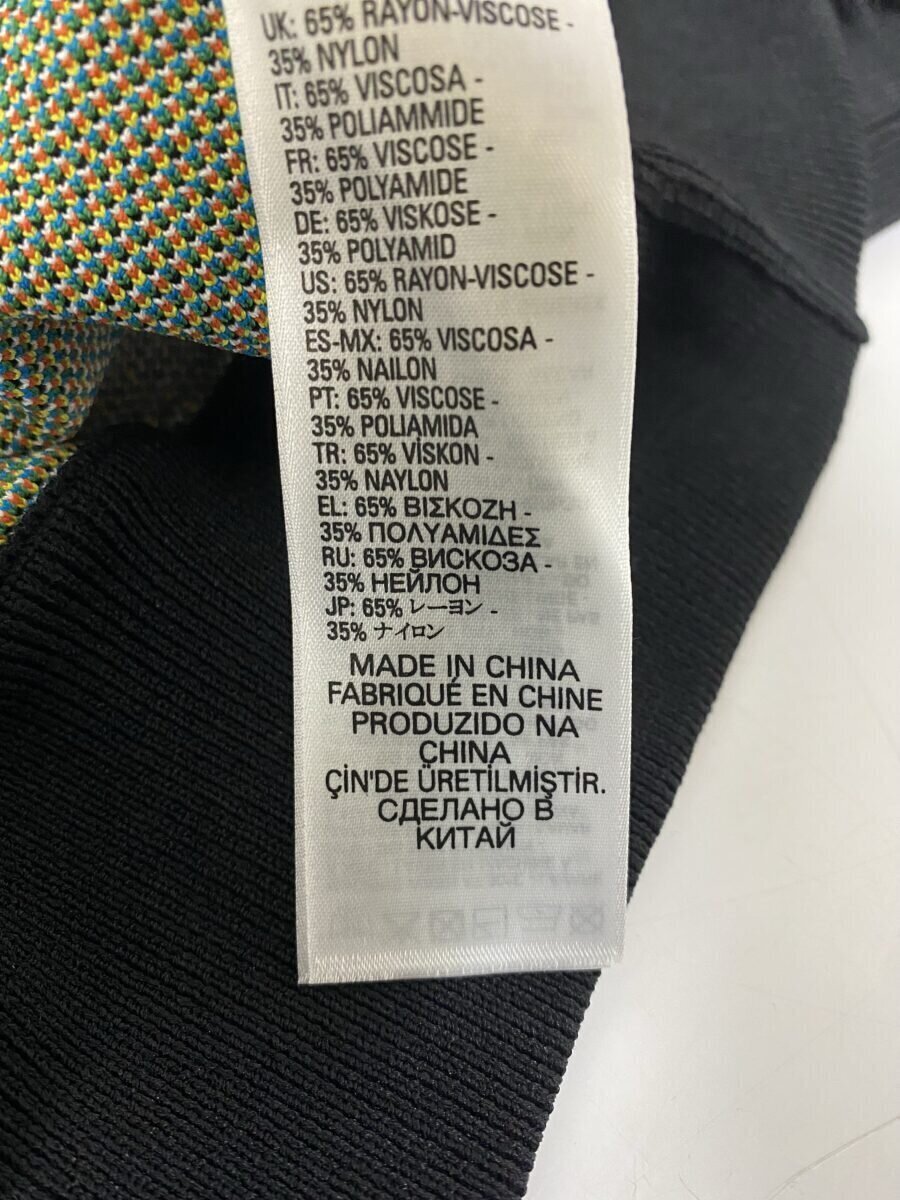 UK: 65% RAYON-VISCOSE -
35% NYLON
IT: 65% VISCOSA -
35% POLIAMMIDE
FR: 65% VISCOSE -
35% POLYAMIDE
DE: 65% VISKOSE -
35% POLYAMID
US: 65% RAYON-VISCOSE -
35% NYLON
ES-MX: 65% VISCOSA -
35% NAILON
PT: 65% VISCOSE -
35% POLIAMIDA
TR: 65% VİSKON -
35% NAYLON
EL: 65% ΒΙΣΚΟΖΗ -
35% ΠΟΛΥΑΜΙΔΕΣ
RU: 65% ВИСКОЗА -
35% НЕЙЛОН
JP: 65% レーヨン -
35% ナイロン
MADE IN CHINA
FABRIQUÉ EN CHINE
PRODUZIDO NA
CHINA
ÇİN'DE ÜRETİLMİŞTİR.
СДЕЛАНО В
КИТАЙ